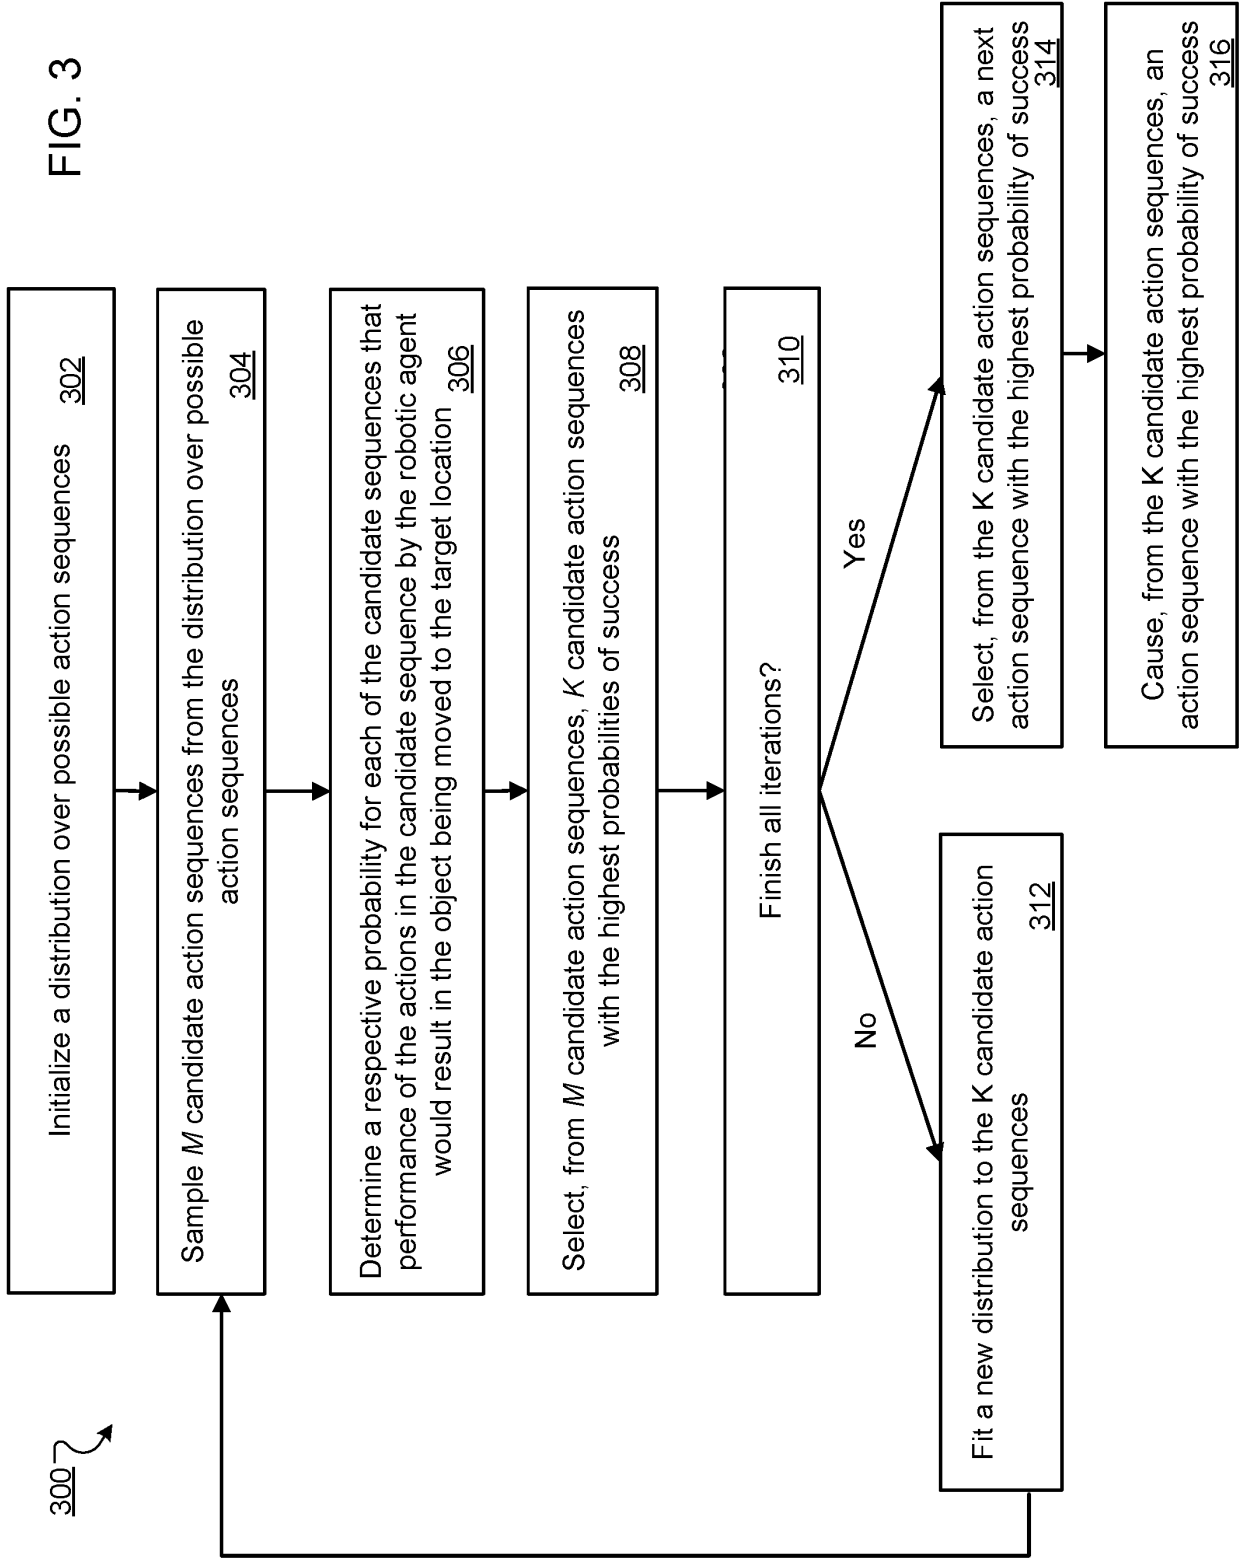 FIG. 3
300
Initialize a distribution over possible action sequences
302
Sample M candidate action sequences from the distribution over possible
action sequences
304
Determine a respective probability for each of the candidate sequences that
performance of the actions in the candidate sequence by the robotic agent
would result in the object being moved to the target location
306
Select, from M candidate action sequences, K candidate action sequences
with the highest probabilities of success
308
Finish all iterations?
310
No
Yes
Fit a new distribution to the K candidate action
sequences
312
Select, from the K candidate action sequences, a next
action sequence with the highest probability of success
314
Cause, from the K candidate action sequences, an
action sequence with the highest probability of success
316